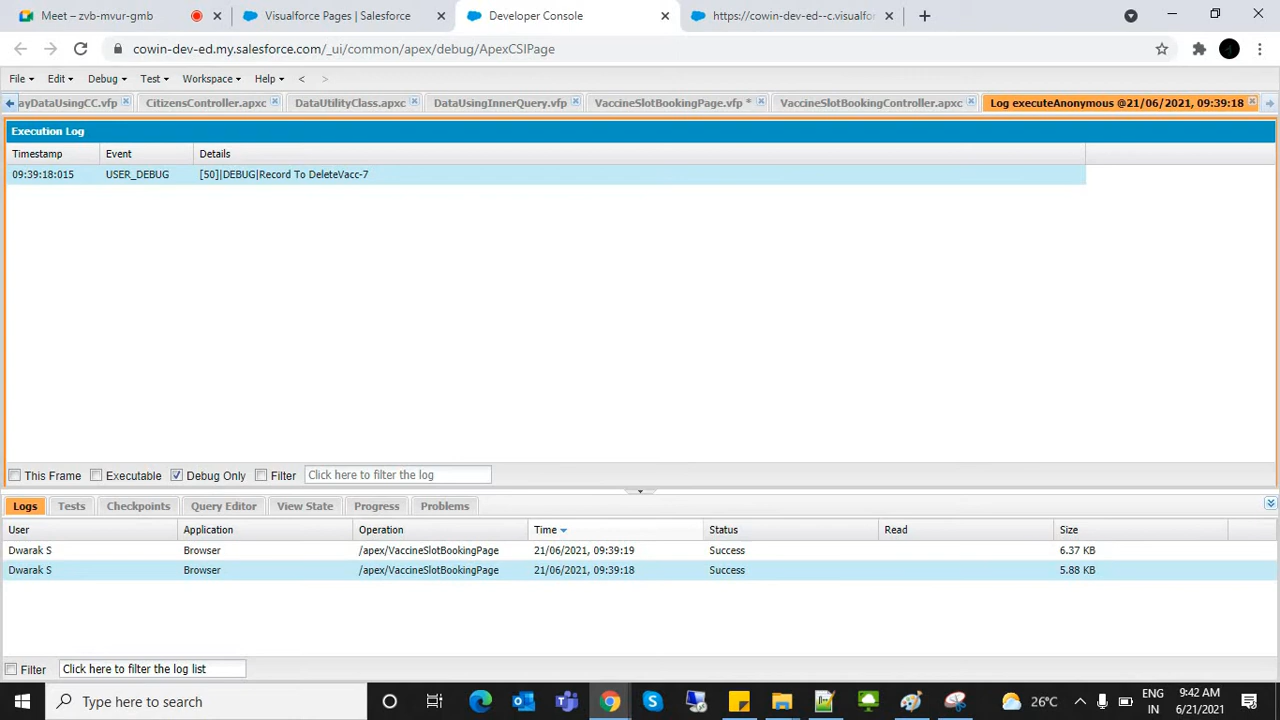 Meet – zvb-mvur-gmb
Visualforce Pages | Salesforce
Developer Console
https://cowin-dev-ed--c.visualf
cowin-dev-ed.my.salesforce.com/_ui/common/apex/debug/ApexCSIPage
File Edit Debug Test Workspace Help < >
ayDataUsingCC.vfp CitizensController.apxc DataUtilityClass.apxc DataUsingInnerQuery.vfp VaccineSlotBookingPage.vfp * VaccineSlotBookingController.apxc Log executeAnonymous @21/06/2021, 09:39:18
Execution Log
Timestamp Event Details
09:39:18:015 USER_DEBUG [50]|DEBUG|Record To DeleteVacc-7
This Frame Executable Debug Only Filter Click here to filter the log
Logs Tests Checkpoints Query Editor View State Progress Problems
User Application Operation Time Status Read Size
Dwarak S Browser /apex/VaccineSlotBookingPage 21/06/2021, 09:39:19 Success 6.37 KB
Dwarak S Browser /apex/VaccineSlotBookingPage 21/06/2021, 09:39:18 Success 5.88 KB
Filter Click here to filter the log list
Type here to search
26°C
ENG
IN
9:42 AM
6/21/2021